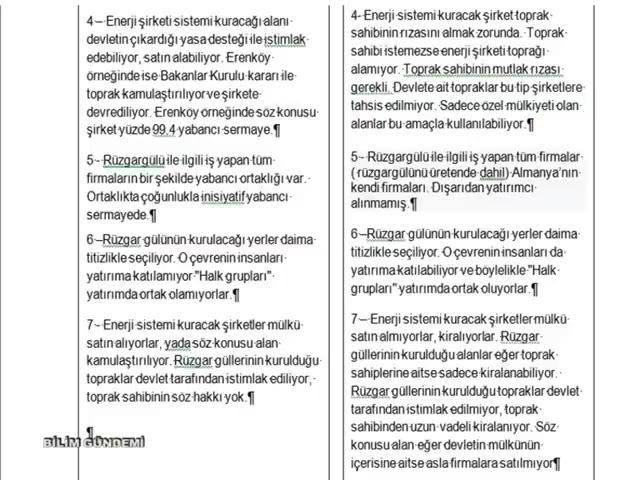 4 – Enerji şirketi sistemi kuracağı alanı
devletin çıkardığı yasa desteği ile istimlak
edebiliyor, satın alabiliyor. Erenköy
örneğinde ise Bakanlar Kurulu kararı ile
toprak kamulaştırılıyor ve şirkete
devrediliyor. Erenköy örneğinde söz konusu
şirket yüzde 99.4 yabancı sermaye.¶
5 - Rüzgargülü ile ilgili iş yapan tüm
firmaların bir şekilde yabancı ortaklığı var.
Ortaklıkta çoğunlukla inisiyatif yabancı
sermayede.¶
6 – Rüzgar gülünün kurulacağı yerler daima
titizlikle seçiliyor. O çevrenin insanları
yatırıma katılamıyor "Halk grupları"
yatırımda ortak olamıyorlar.¶
7 - Enerji sistemi kuracak şirketler mülkü
satın alıyorlar, yada söz konusu alan
kamulaştırılıyor. Rüzgar güllerinin kurulduğu
topraklar devlet tarafından istimlak ediliyor,
toprak sahibinin söz hakkı yok.¶
¶
BİLİM GÜNDEMİ
4- Enerji sistemi kuracak şirket toprak
sahibinin rızasını almak zorunda. Toprak
sahibi istemezse enerji şirketi toprağı
alamıyor. Toprak sahibinin mutlak rızası
gerekli. Devlete ait topraklar bu tip şirketlere
tahsis edilmiyor. Sadece özel mülkiyeti olan
alanlar bu amaçla kullanılabiliyor.¶
5 - Rüzgargülü ile ilgili iş yapan tüm firmalar
( rüzgargülünü üretende dahil) Almanya'nın
kendi firmaları. Dışarıdan yatırımcı
alınmamış.¶
6 – Rüzgar gülünün kurulacağı yerler daima
titizlikle seçiliyor. O çevrenin insanları da
yatırıma katılabiliyor ve böylelikle "Halk
grupları" yatırımda ortak oluyorlar.¶
7 – Enerji sistemi kuracak şirketler mülkü
satın almıyorlar, kiralıyorlar. Rüzgar
güllerinin kurulduğu alanlar eğer toprak
sahiplerine aitse sadece kiralanabiliyor.
Rüzgar güllerinin kurulduğu topraklar devlet
tarafından istimlak edilmiyor, toprak
sahibinden uzun vadeli kiralanıyor. Söz
konusu alan eğer devletin mülkünün
içerisine aitse asla firmalara satılmıyor¶